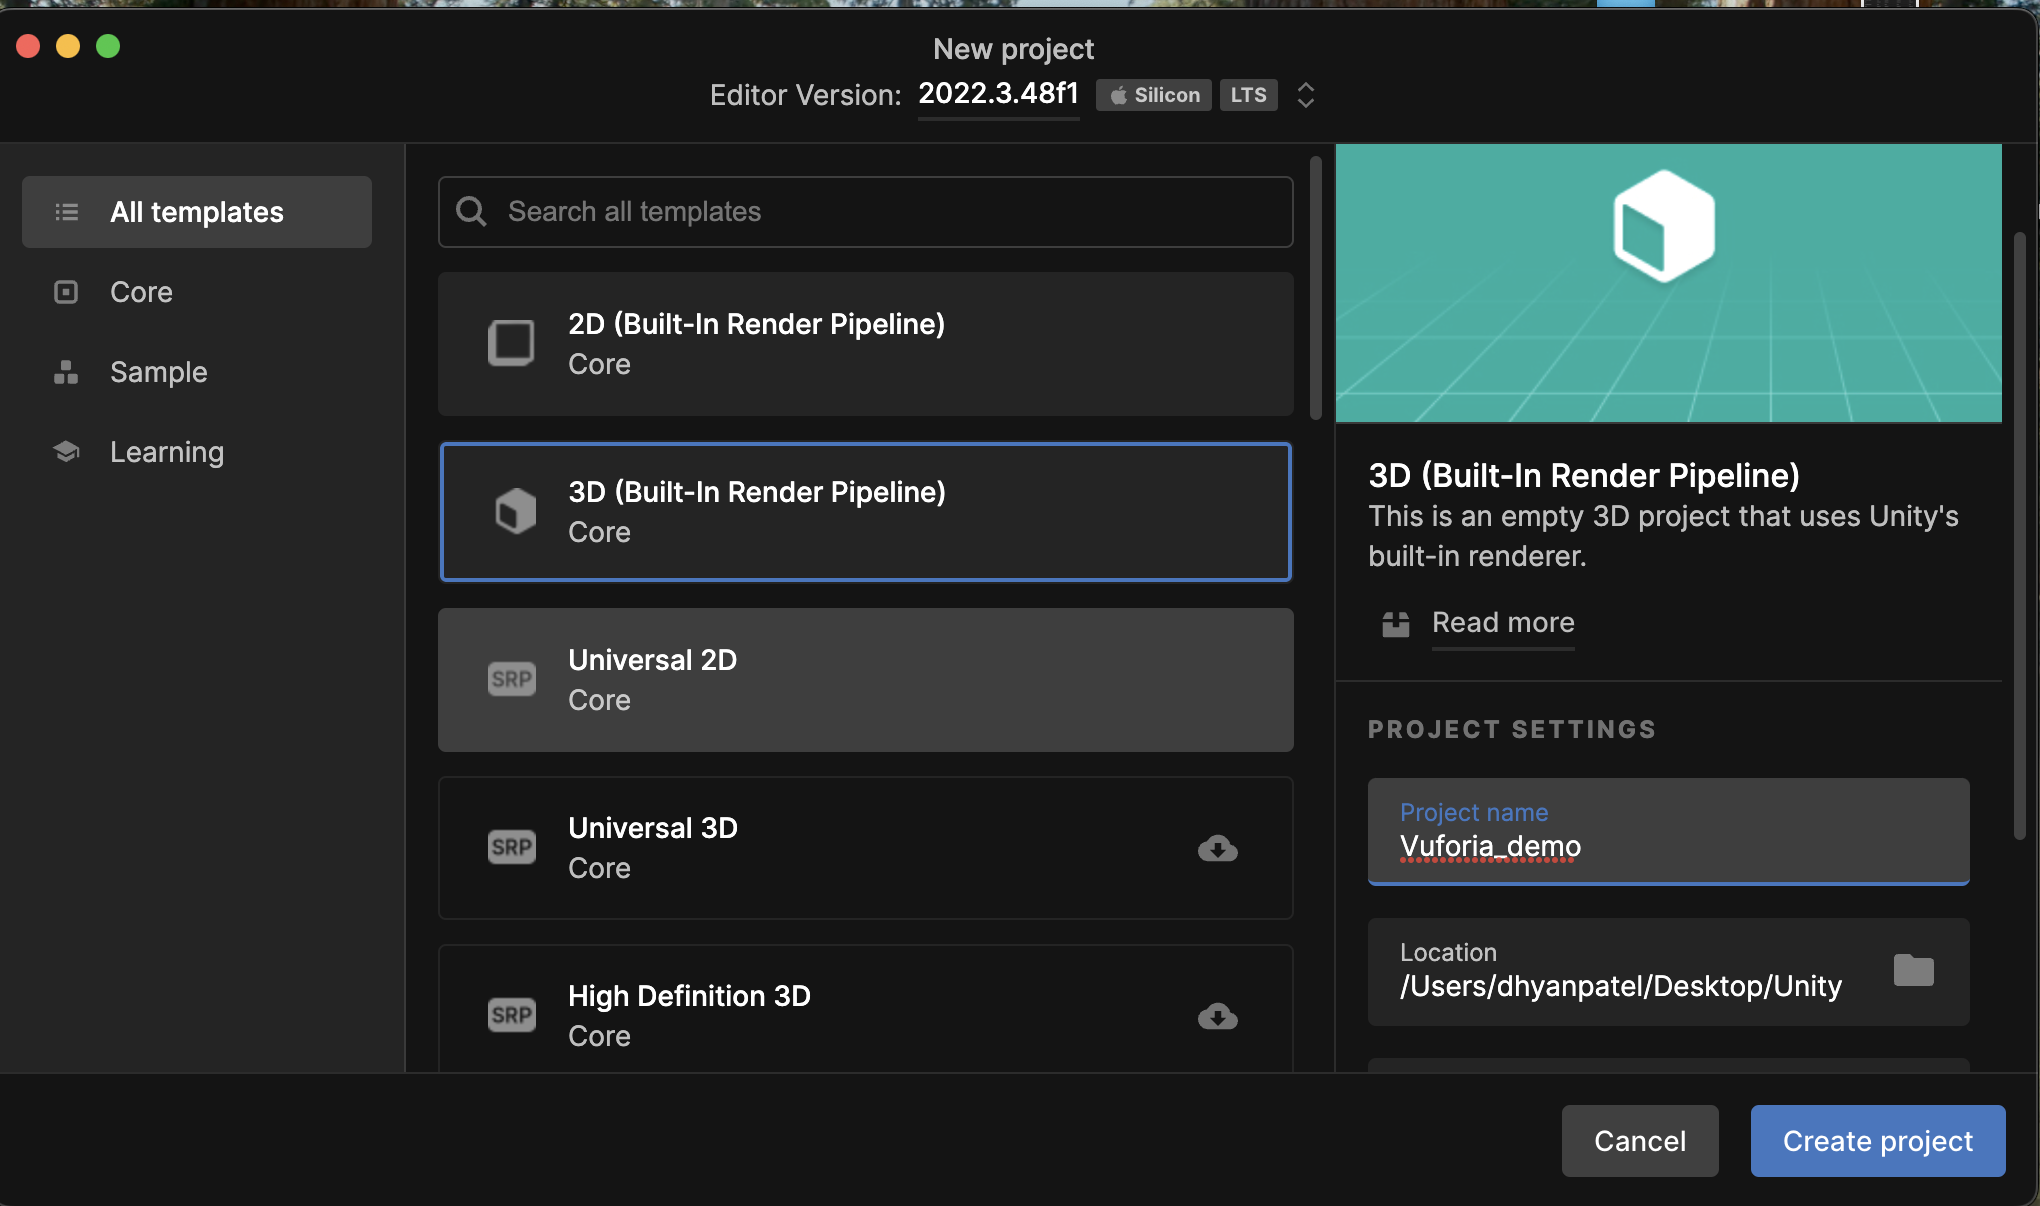 New project
Editor Version: 2022.3.48f1 Silicon LTS
All templates
Core
Sample
Learning
Search all templates
2D (Built-In Render Pipeline)
Core
3D (Built-In Render Pipeline)
Core
SRP
Universal 2D
Core
SRP
Universal 3D
Core
SRP
High Definition 3D
Core
3D (Built-In Render Pipeline)
This is an empty 3D project that uses Unity's
built-in renderer.
Read more
PROJECT SETTINGS
Project name
Vuforia_demo
Location
/Users/dhyanpatel/Desktop/Unity
Cancel
Create project